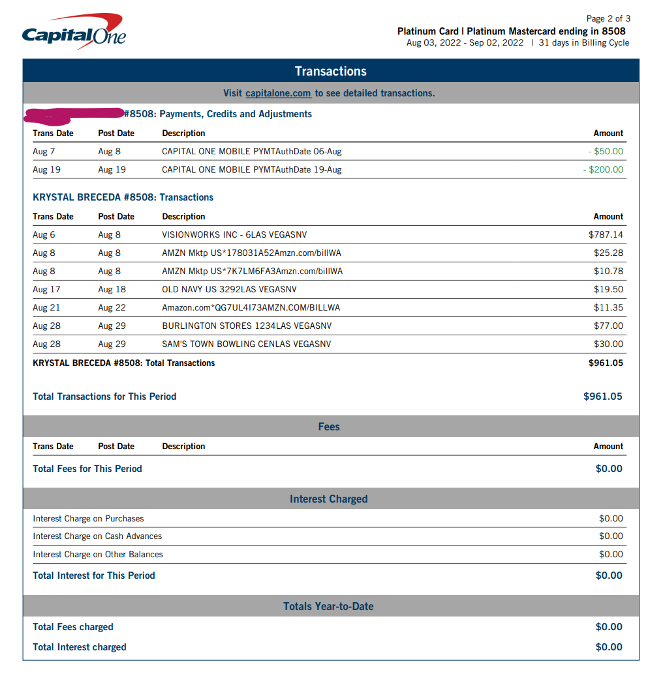 Capital One
Page 2 of 3
Platinum Card | Platinum Mastercard ending in 8508
Aug 03, 2022 - Sep 02, 2022 | 31 days in Billing Cycle
Transactions
Visit capitalone.com to see detailed transactions.
#8508: Payments, Credits and Adjustments
Trans Date Post Date Description Amount
Aug 7 Aug 8 CAPITAL ONE MOBILE PYMTAuthDate 06-Aug - $50.00
Aug 19 Aug 19 CAPITAL ONE MOBILE PYMTAuthDate 19-Aug - $200.00
KRYSTAL BRECEDA #8508: Transactions
Trans Date Post Date Description Amount
Aug 6 Aug 8 VISIONWORKS INC - 6LAS VEGASNV $787.14
Aug 8 Aug 8 AMZN Mktp US*178031A52Amzn.com/billWA $25.28
Aug 8 Aug 8 AMZN Mktp US*7K7LM6FA3Amzn.com/billWA $10.78
Aug 17 Aug 18 OLD NAVY US 3292LAS VEGASNV $19.50
Aug 21 Aug 22 Amazon.com*QG7UL4I73AMZN.COM/BILLWA $11.35
Aug 28 Aug 29 BURLINGTON STORES 1234LAS VEGASNV $77.00
Aug 28 Aug 29 SAM'S TOWN BOWLING CENLAS VEGASNV $30.00
KRYSTAL BRECEDA #8508: Total Transactions $961.05
Total Transactions for This Period $961.05
Fees
Trans Date Post Date Description Amount
Total Fees for This Period $0.00
Interest Charged
Interest Charge on Purchases $0.00
Interest Charge on Cash Advances $0.00
Interest Charge on Other Balances $0.00
Total Interest for This Period $0.00
Totals Year-to-Date
Total Fees charged $0.00
Total Interest charged $0.00